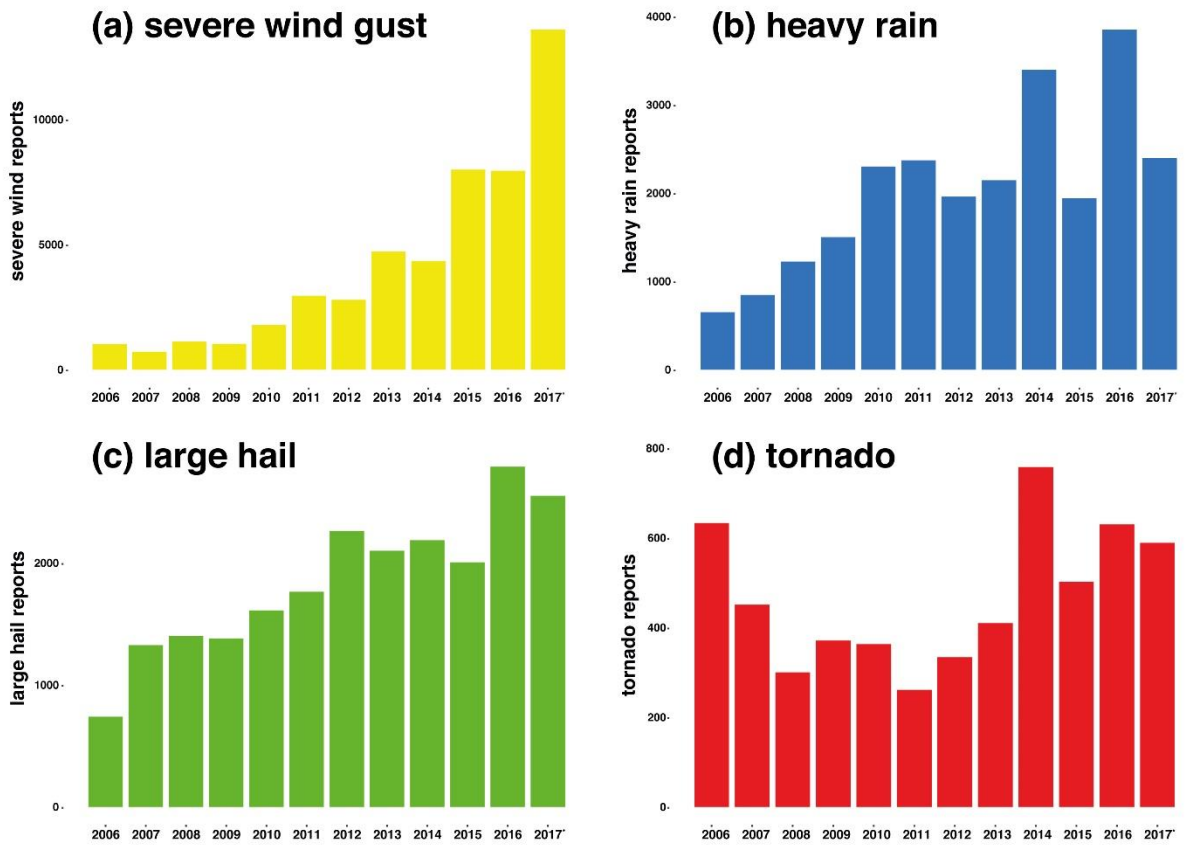 (a) severe wind gust
severe wind reports
10000
5000
0
2006 2007 2008 2009 2010 2011 2012 2013 2014 2015 2016 2017*
(b) heavy rain
heavy rain reports
4000
3000
2000
1000
0
2006 2007 2008 2009 2010 2011 2012 2013 2014 2015 2016 2017*
(c) large hail
large hail reports
2000
1000
0
2006 2007 2008 2009 2010 2011 2012 2013 2014 2015 2016 2017*
(d) tornado
tornado reports
800
600
400
200
0
2006 2007 2008 2009 2010 2011 2012 2013 2014 2015 2016 2017*